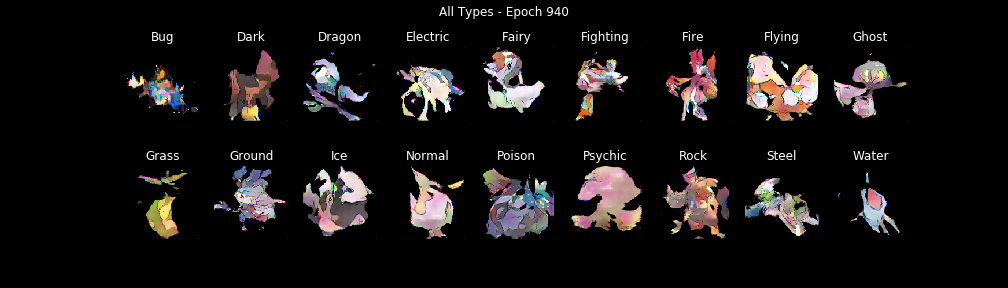 All Types - Epoch 940
Bug Dark Dragon Electric Fairy Fighting Fire Flying Ghost
Grass Ground Ice Normal Poison Psychic Rock Steel Water